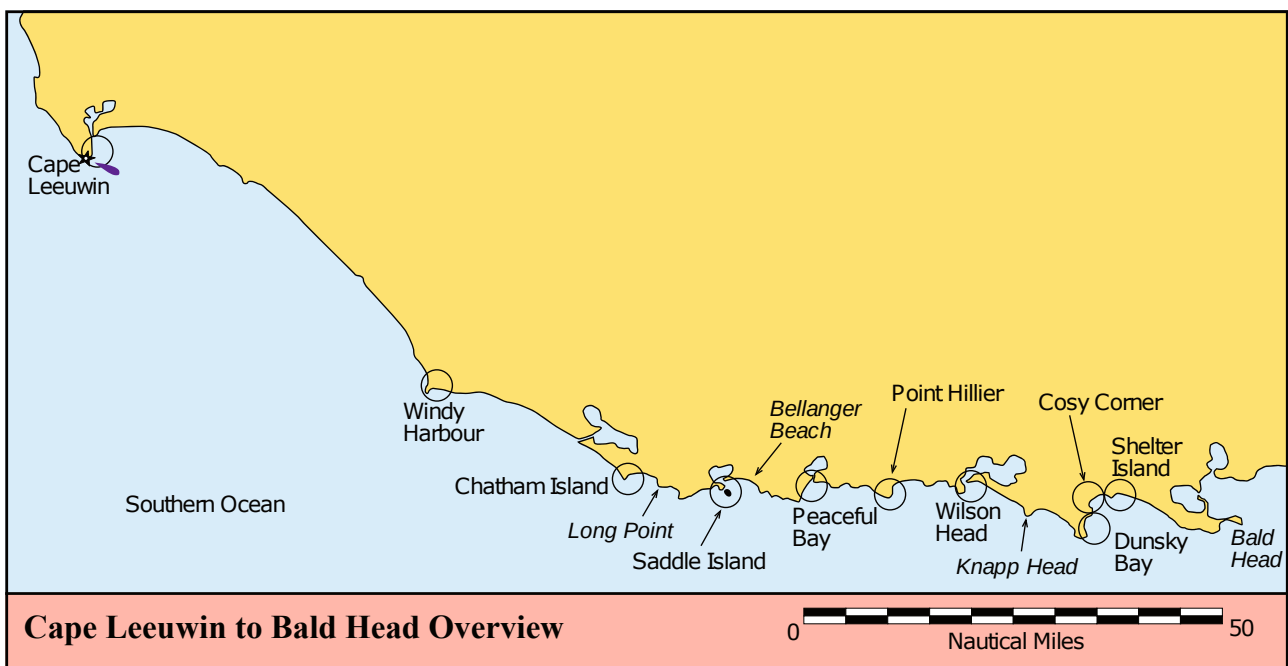 Cape
Leeuwin
Windy
Harbour
Southern Ocean
Chatham Island
Long Point
Saddle Island
Bellanger
Beach
Peaceful
Bay
Point Hillier
Wilson
Head
Knapp Head
Cosy Corner
Shelter
Island
Dunsky
Bay
Bald
Head
Cape Leeuwin to Bald Head Overview
0
50
Nautical Miles